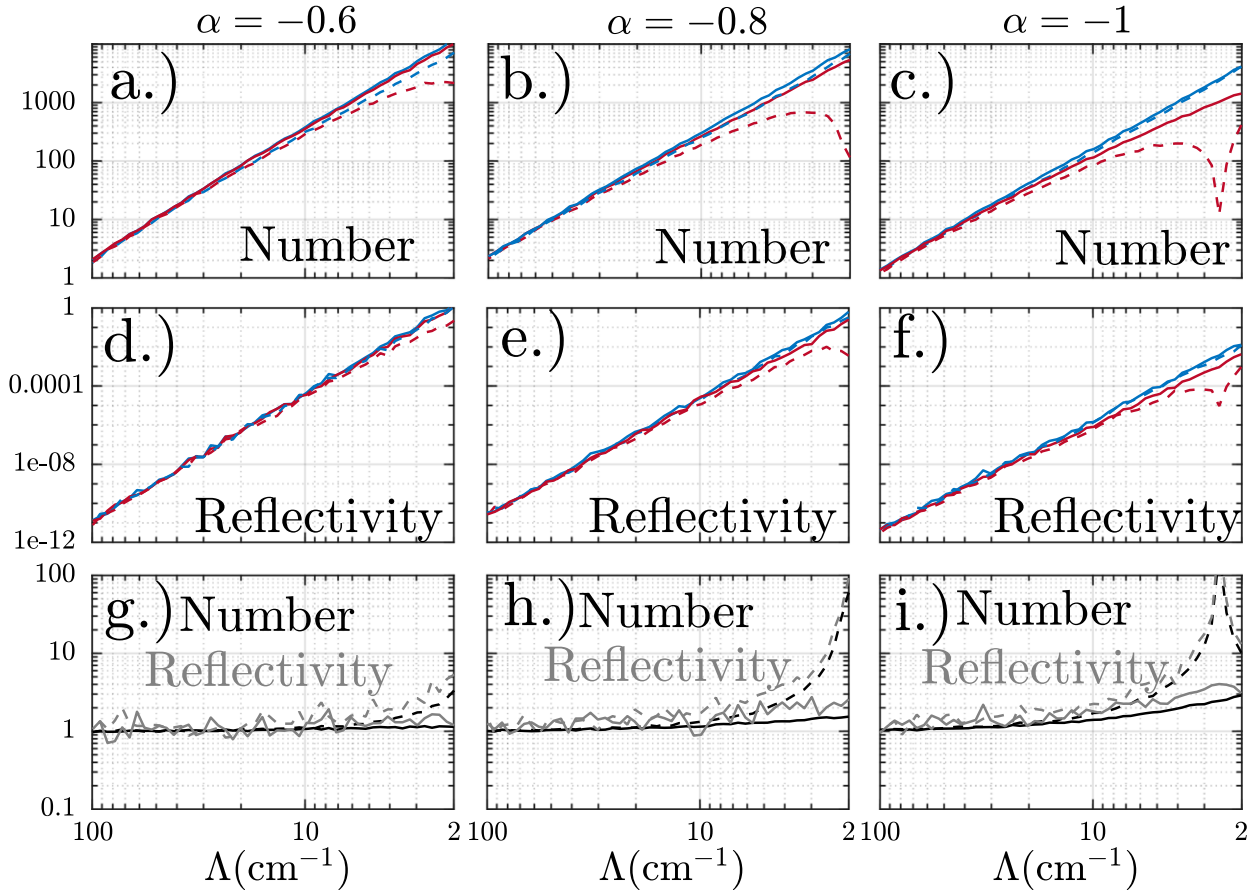 α = −0.6 α = −0.8 α = −1
a.) b.) c.)
1000
100
10
Number Number Number
1
1
d.) e.) f.)
0.0001
1e-08
Reflectivity Reflectivity Reflectivity
1e-12
100
g.) Number h.) Number i.) Number
Reflectivity Reflectivity Reflectivity
10
1
0.1
100 10 2 100 10 2 100 10 2
Λ(cm⁻¹) Λ(cm⁻¹) Λ(cm⁻¹)